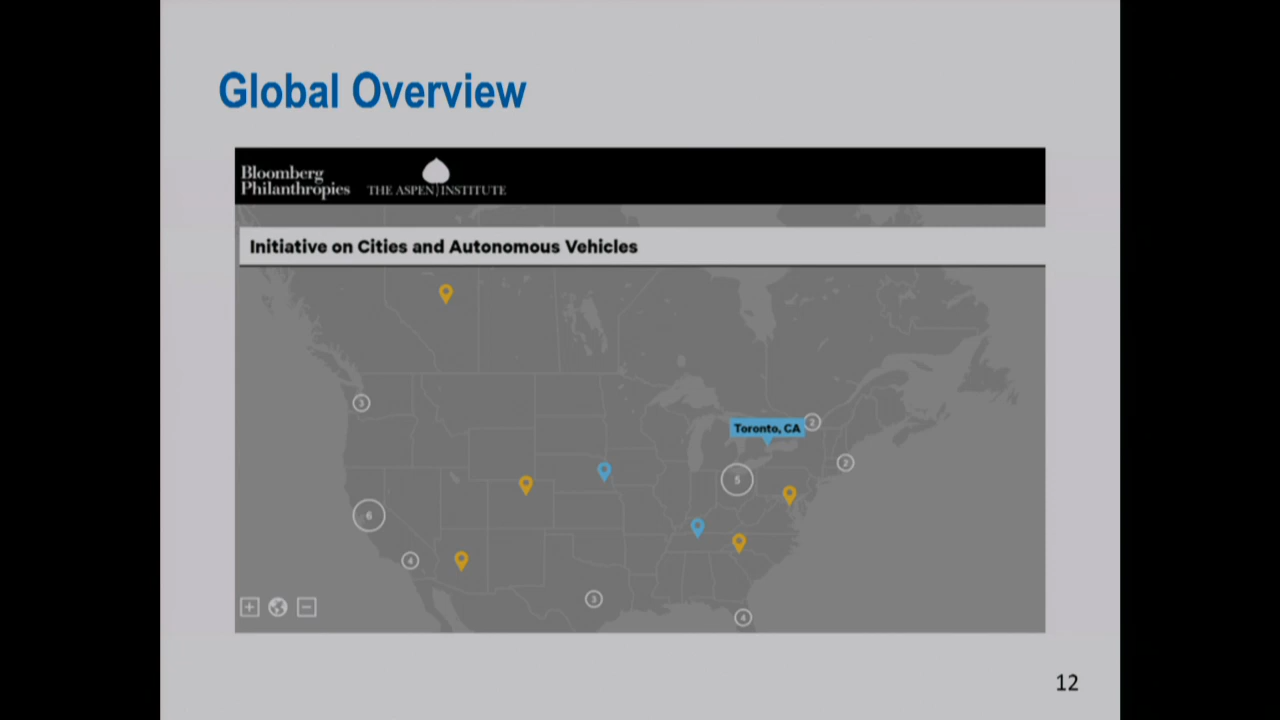 Global Overview
Bloomberg
Philanthropies
THE ASPEN INSTITUTE
Initiative on Cities and Autonomous Vehicles
3
Toronto, CA
2
2
5
6
4
3
4
12